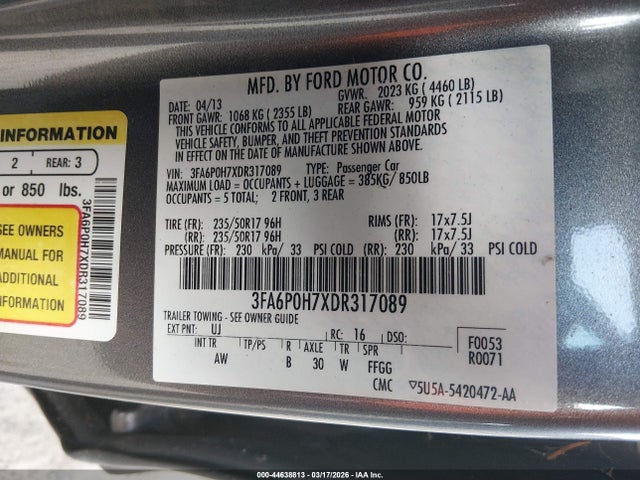 INFORMATION
2 REAR: 3
or 850 lbs.
SEE OWNERS
MANUAL FOR
ADDITIONAL
INFORMATION
3FA6P0H7XDR317089
MFD. BY FORD MOTOR CO.
DATE: 04/13 GVWR: 2023 KG ( 4460 LB)
FRONT GAWR: 1068 KG ( 2355 LB) REAR GAWR: 959 KG ( 2115 LB)
THIS VEHICLE CONFORMS TO ALL APPLICABLE FEDERAL MOTOR
VEHICLE SAFETY, BUMPER, AND THEFT PREVENTION STANDARDS
IN EFFECT ON THE DATE OF MANUFACTURE SHOWN ABOVE.
VIN: 3FA6P0H7XDR317089 TYPE: Passenger Car
MAXIMUM LOAD = OCCUPANTS + LUGGAGE = 385KG/ 850LB
OCCUPANTS = 5 TOTAL; 2 FRONT, 3 REAR
TIRE (FR): 235/50R17 96H RIMS (FR): 17x7.5J
(RR): 235/50R17 96H (RR): 17x7.5J
PRESSURE (FR): 230 kPa/ 33 PSI COLD (RR): 230 kPa/ 33 PSI COLD
3FA6P0H7XDR317089
TRAILER TOWING - SEE OWNER GUIDE
EXT PNT: UJ RC: 16 DSO: F0053
INT TR TP/PS R AXLE TR SPR R0071
AW B 30 W FFGG
CMC ▽5U5A-5420472-AA
000-44638813 - 03/17/2026 - IAA Corp.